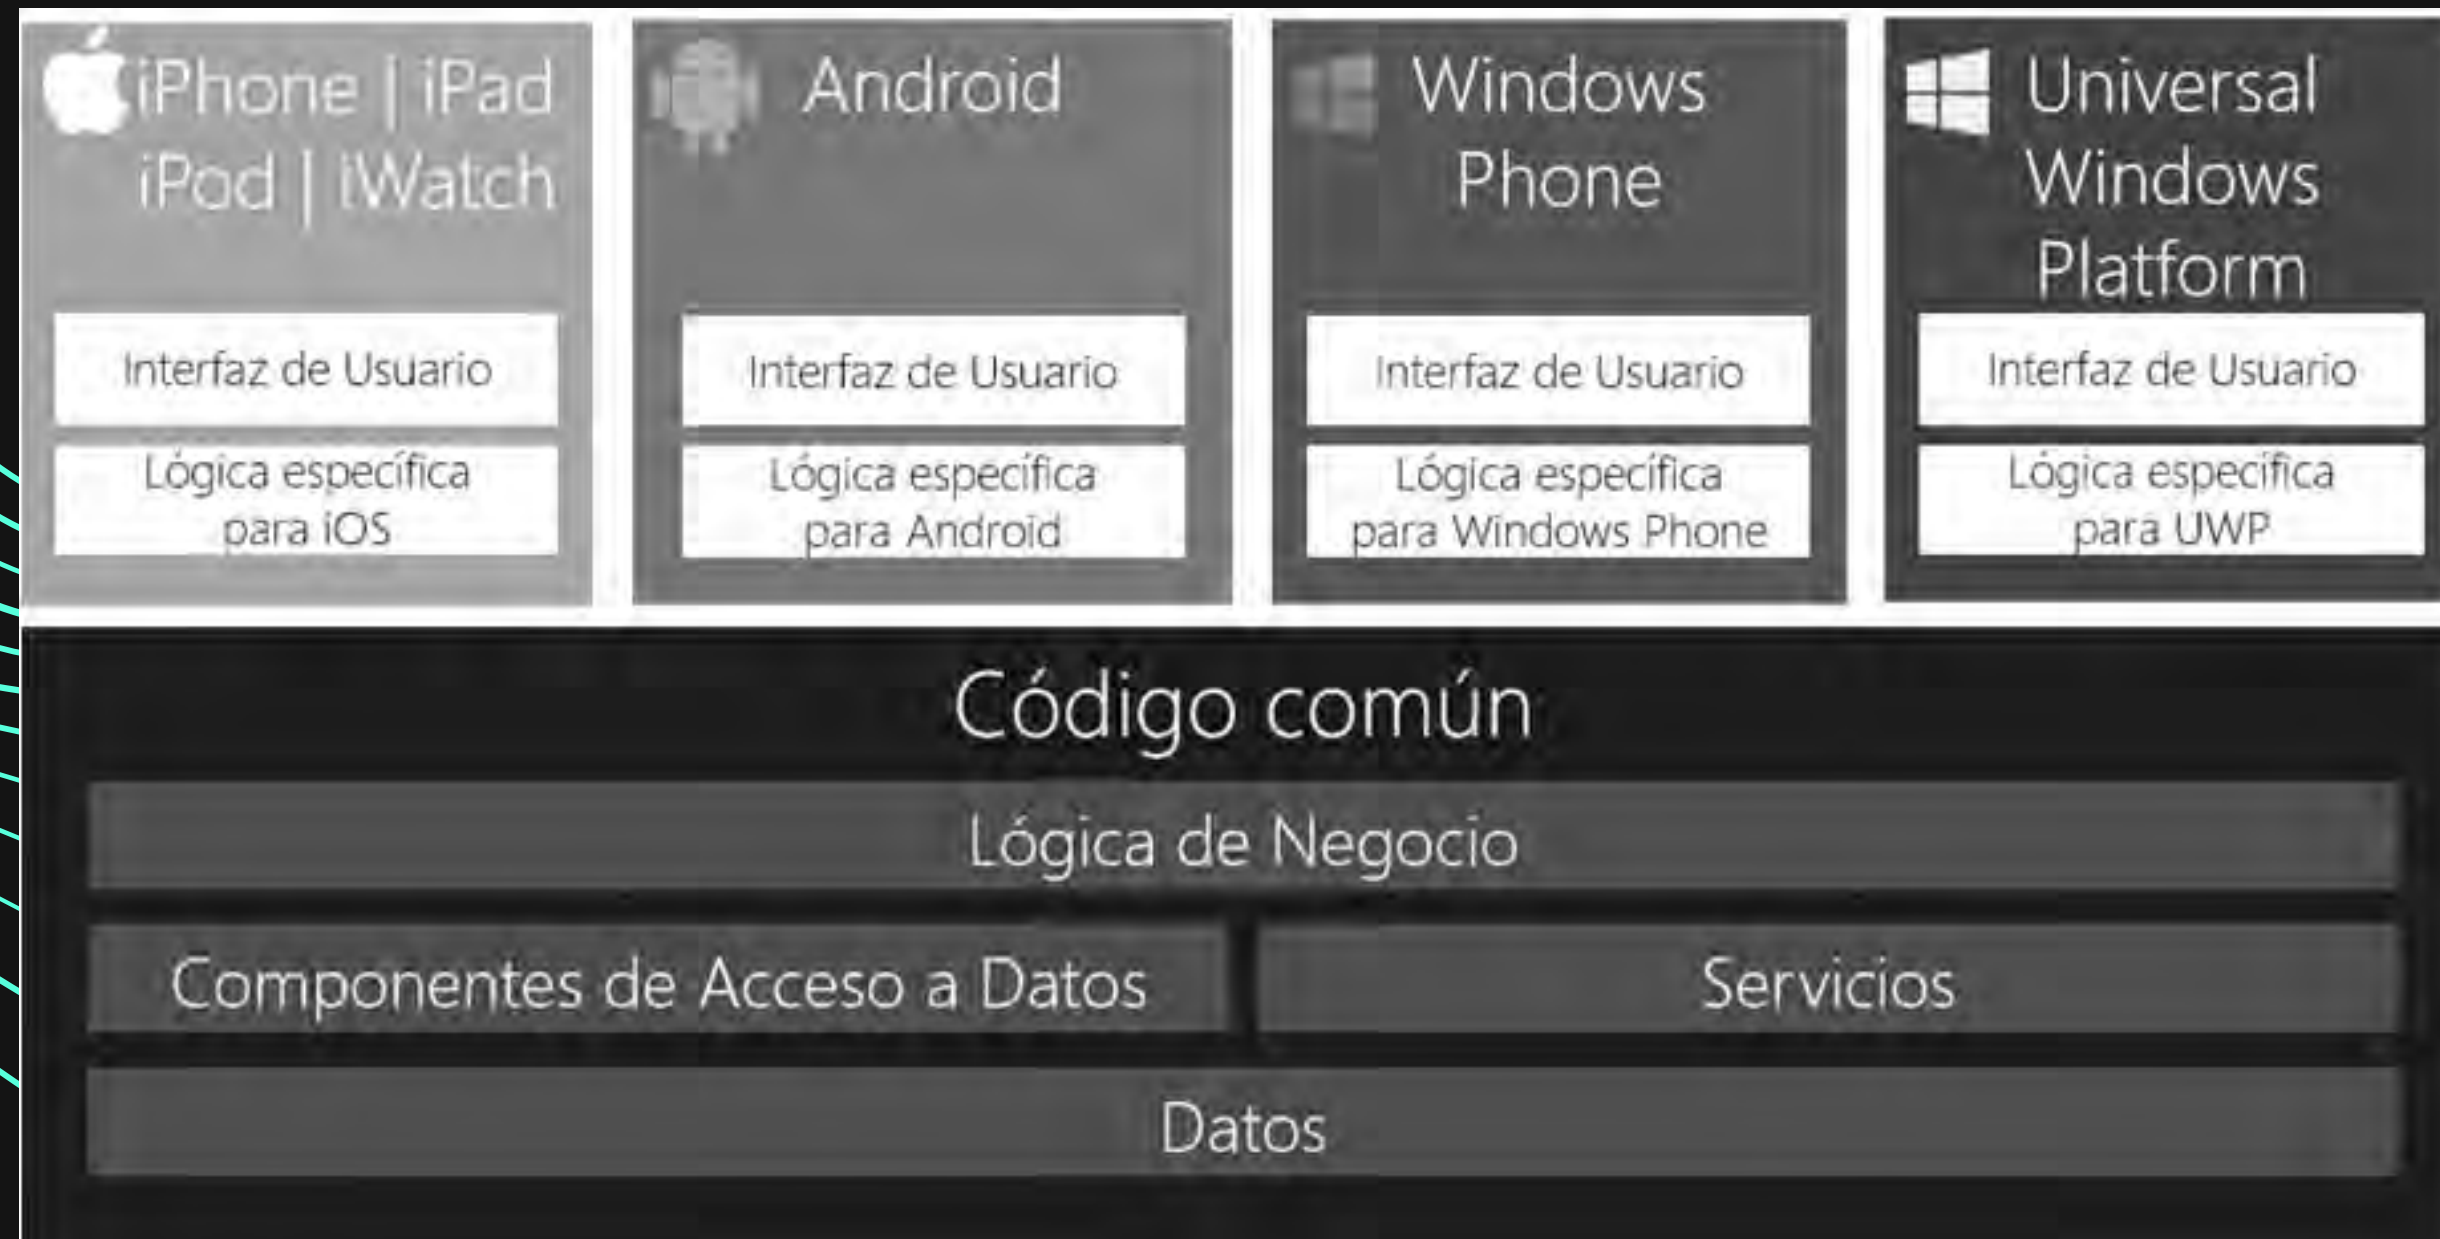 iPhone | iPad
iPod | iWatch
Interfaz de Usuario
Lógica específica
para iOS
Android
Interfaz de Usuario
Lógica específica
para Android
Windows
Phone
Interfaz de Usuario
Lógica específica
para Windows Phone
Universal
Windows
Platform
Interfaz de Usuario
Lógica específica
para UWP
Código común
Lógica de Negocio
Componentes de Acceso a Datos
Servicios
Datos